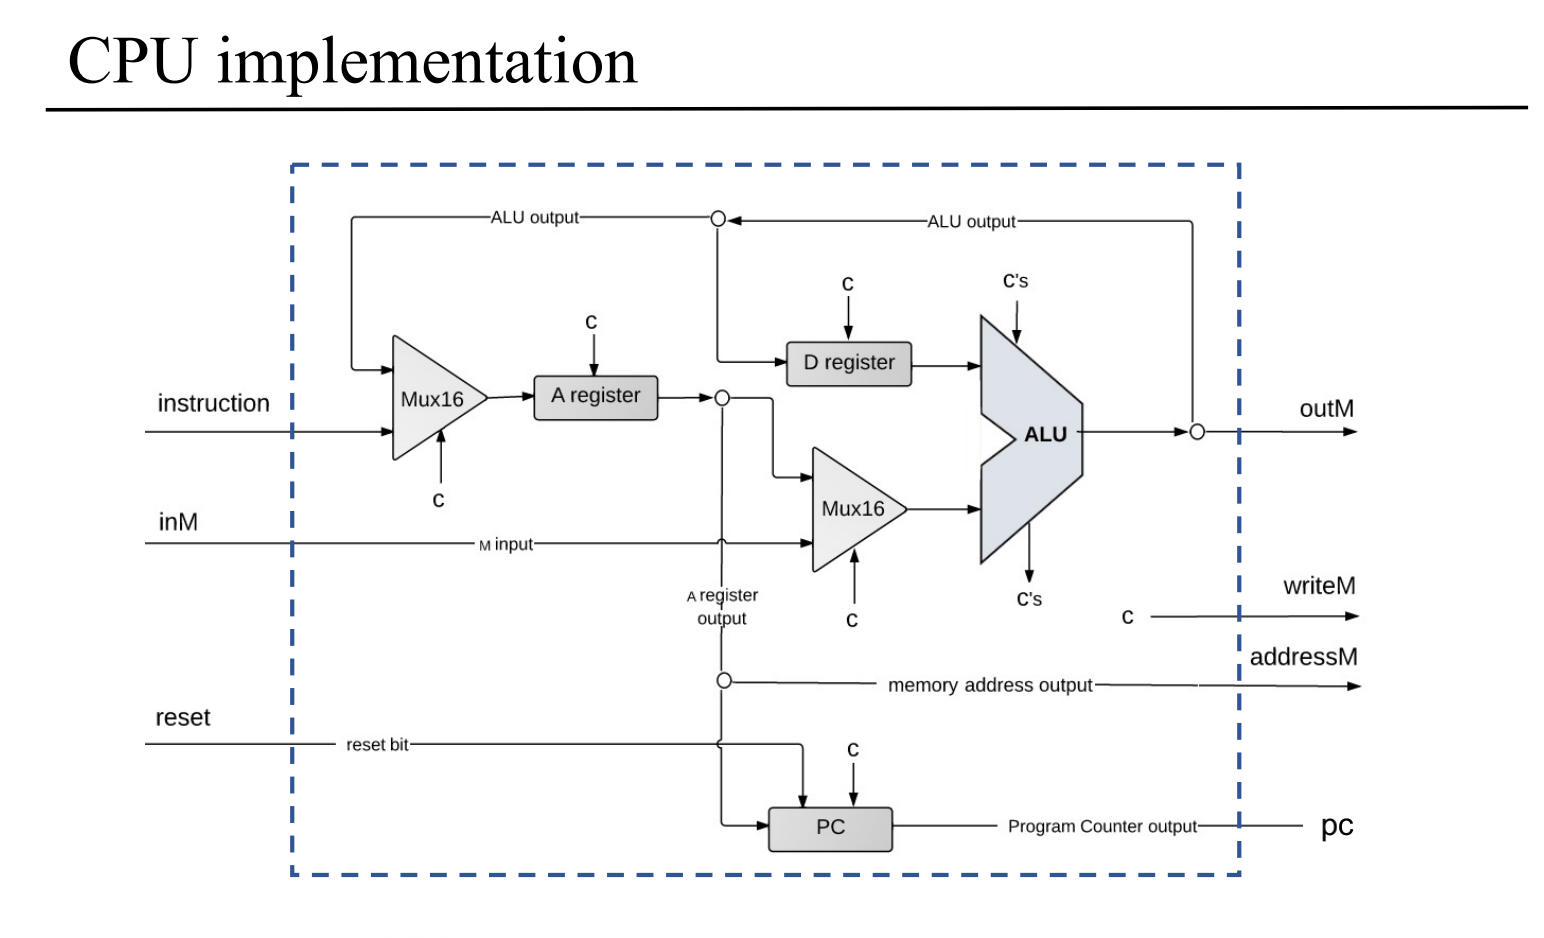 CPU implementation
ALU output
ALU output
c
c's
c
D register
instruction
Mux16
A register
outM
ALU
c
inM
Mux16
M input
writeM
A register
output
c's
c
c
addressM
memory address output
reset
reset bit
c
PC
Program Counter output
pc